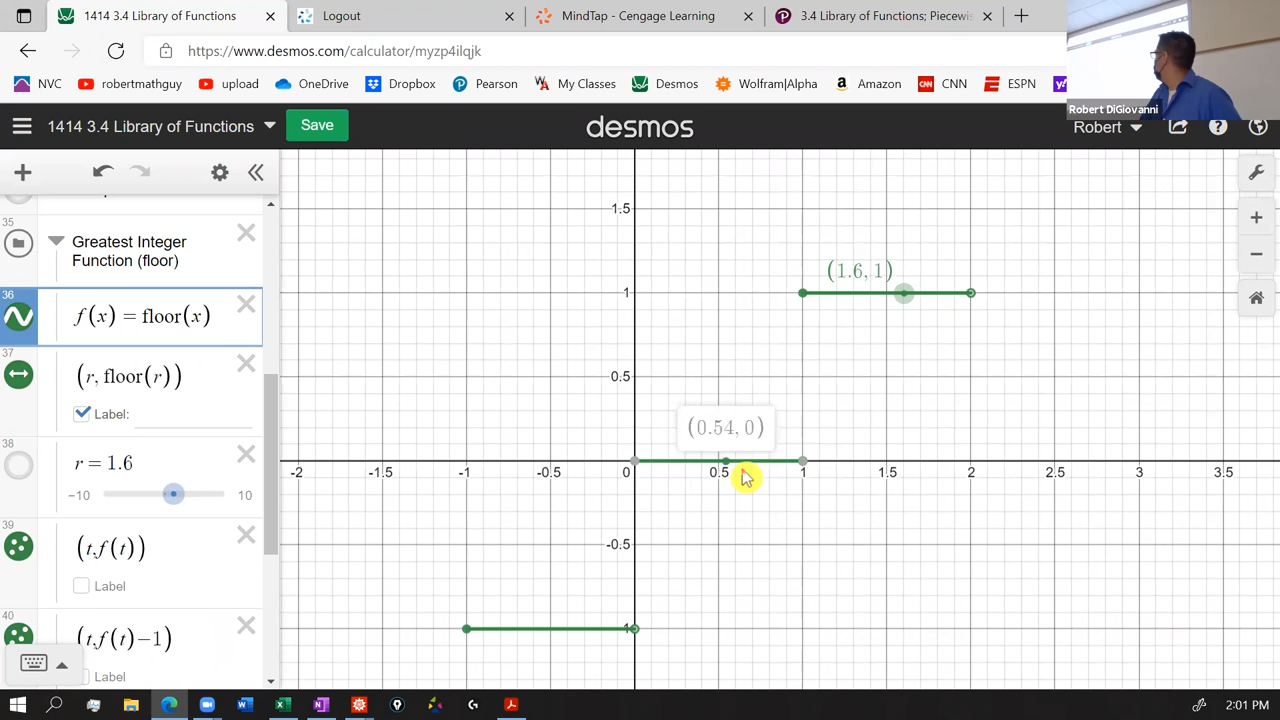 1414 3.4 Library of Functions
Logout
MindTap - Cengage Learning
3.4 Library of Functions; Piecewi
https://www.desmos.com/calculator/myzp4ilqjk
NVC robertmathguy upload OneDrive Dropbox Pearson My Classes Desmos Wolfram|Alpha Amazon CNN ESPN
Robert DiGiovanni
1414 3.4 Library of Functions
Save
desmos
Robert
35
Greatest Integer
Function (floor)
36
f(x) = floor(x)
37
(r, floor(r))
Label:
38
r = 1.6
-10 10
39
(t,f(t))
Label
40
(t,f(t)−1)
Label
1.5
(1.6, 1)
1
0.5
(0.54, 0)
-2 -1.5 -1 -0.5 0 0.5 1 1.5 2 2.5 3 3.5
-0.5
2:01 PM